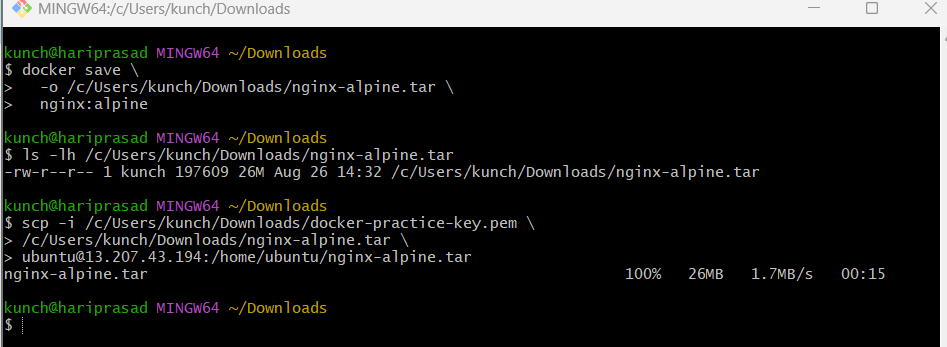 MINGW64:/c/Users/kunch/Downloads
kunch@hariprasad MINGW64 ~/Downloads
$ docker save \
>   -o /c/Users/kunch/Downloads/nginx-alpine.tar \
>   nginx:alpine
kunch@hariprasad MINGW64 ~/Downloads
$ ls -lh /c/Users/kunch/Downloads/nginx-alpine.tar
-rw-r--r-- 1 kunch 197609 26M Aug 26 14:32 /c/Users/kunch/Downloads/nginx-alpine.tar
kunch@hariprasad MINGW64 ~/Downloads
$ scp -i /c/Users/kunch/Downloads/docker-practice-key.pem \
> /c/Users/kunch/Downloads/nginx-alpine.tar \
> ubuntu@13.207.43.194:/home/ubuntu/nginx-alpine.tar
nginx-alpine.tar                                                     100%   26MB   1.7MB/s   00:15
kunch@hariprasad MINGW64 ~/Downloads
$